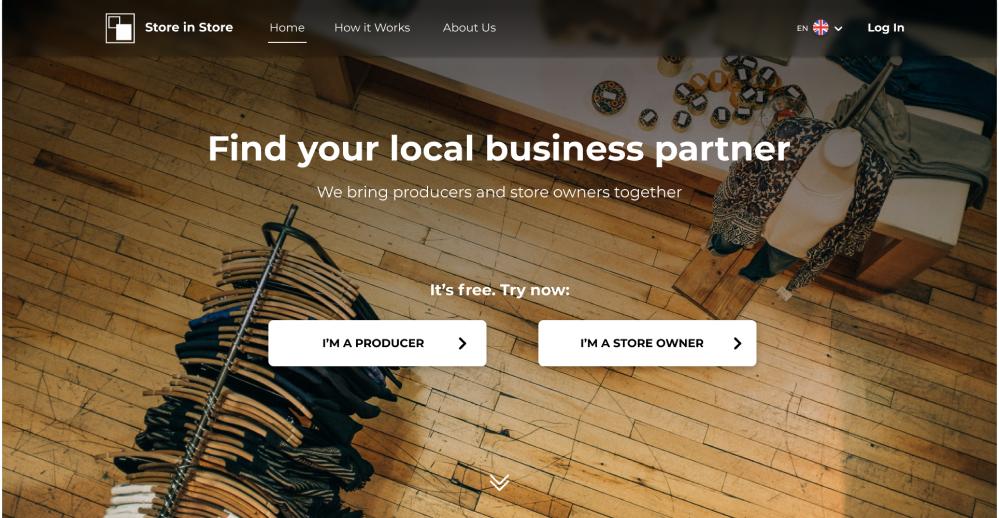 Store in Store
Home
How it Works
About Us
EN
Log In
Find your local business partner
We bring producers and store owners together
It's free. Try now:
I'M A PRODUCER
I'M A STORE OWNER